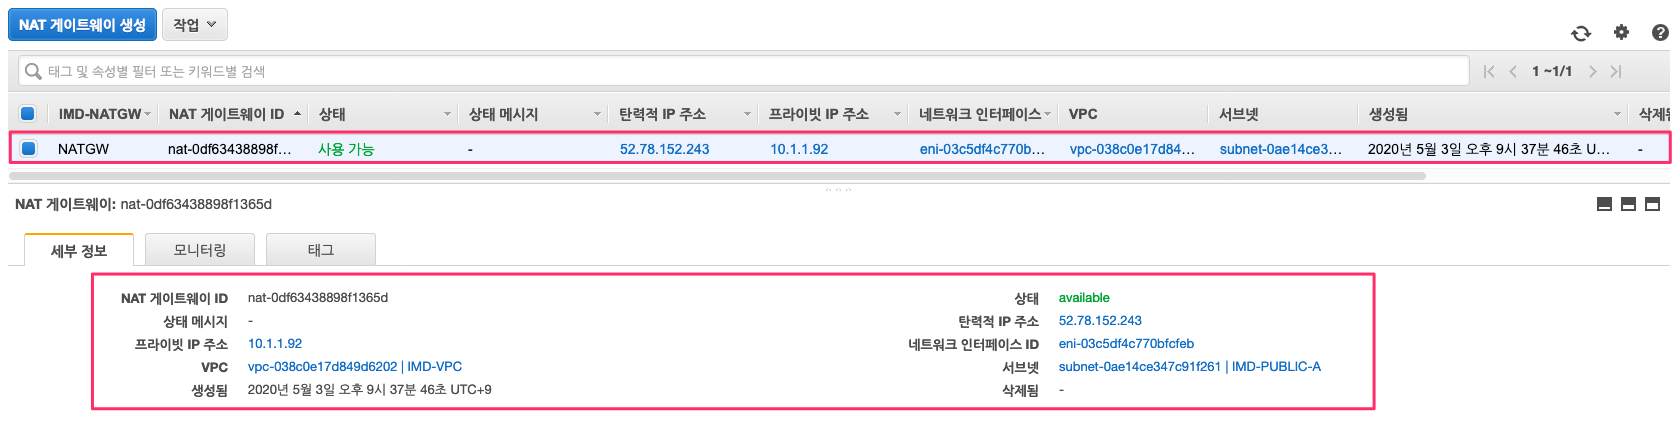 NAT 게이트웨이 생성 작업
태그 및 속성별 필터 또는 키워드별 검색 1 ~1/1
IMD-NATGW NAT 게이트웨이 ID 상태 상태 메시지 탄력적 IP 주소 프라이빗 IP 주소 네트워크 인터페이스 VPC 서브넷 생성됨
NATGW nat-0df63438898f... 사용 가능 - 52.78.152.243 10.1.1.92 eni-03c5df4c770b... vpc-038c0e17d84... subnet-0ae14ce3... 2020년 5월 3일 오후 9시 37분 46초 U... -
NAT 게이트웨이: nat-0df63438898f1365d
세부 정보 모니터링 태그
NAT 게이트웨이 ID nat-0df63438898f1365d 상태 available
상태 메시지 - 탄력적 IP 주소 52.78.152.243
프라이빗 IP 주소 10.1.1.92 네트워크 인터페이스 ID eni-03c5df4c770bfcfeb
VPC vpc-038c0e17d849d6202 | IMD-VPC 서브넷 subnet-0ae14ce347c91f261 | IMD-PUBLIC-A
생성됨 2020년 5월 3일 오후 9시 37분 46초 UTC+9 삭제됨 -